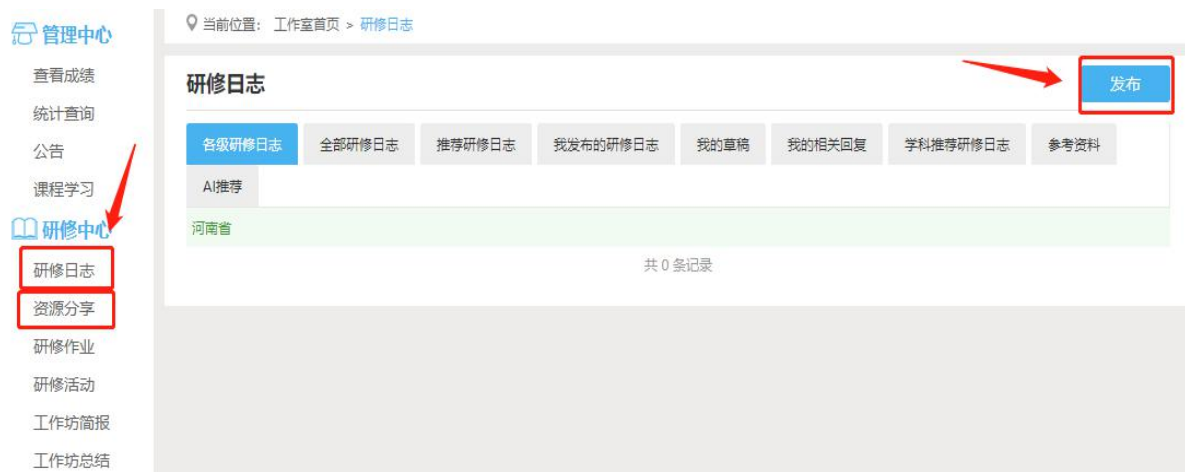 管理中心
查看成绩
统计查询
公告
课程学习
研修中心
研修日志
资源分享
研修作业
研修活动
工作坊简报
工作坊总结
当前位置： 工作室首页 > 研修日志
研修日志
发布
各级研修日志 全部研修日志 推荐研修日志 我发布的研修日志 我的草稿 我的相关回复 学科推荐研修日志 参考资料
AI推荐
河南省
共 0 条记录